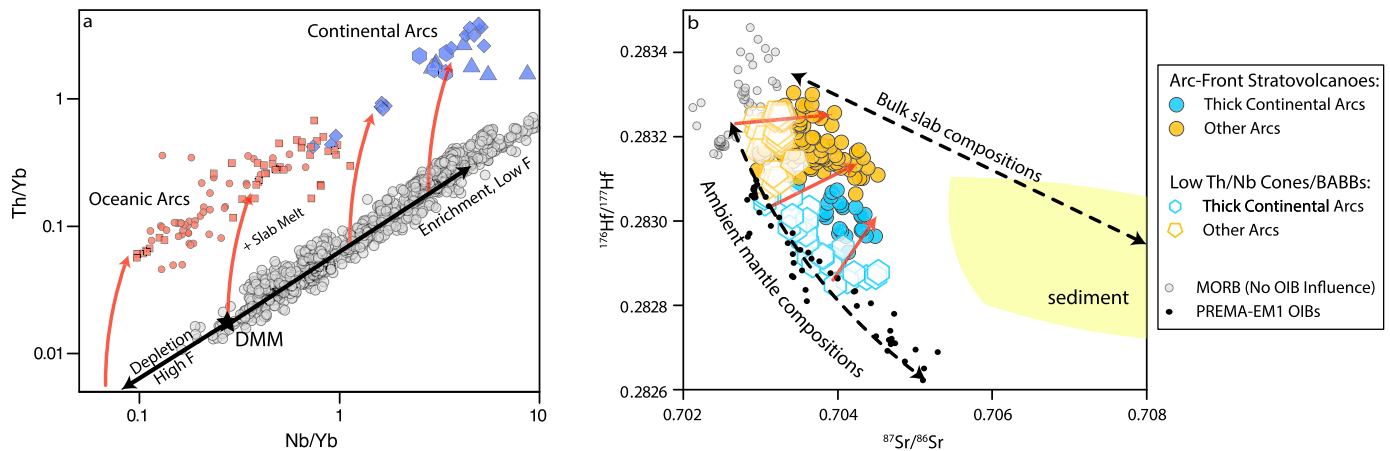 a
Continental Arcs
Oceanic Arcs
+ Slab Melt
Enrichment, Low F
DMM
Depletion
High F
1
0.1
0.01
Th/Yb
0.1
1
10
Nb/Yb
b
Bulk slab compositions
Ambient mantle compositions
sediment
0.2834
0.2832
0.2830
0.2828
0.2826
176Hf/177Hf
0.702
0.704
0.706
0.708
87Sr/86Sr
Arc-Front Stratovolcanoes:
Thick Continental Arcs
Other Arcs
Low Th/Nb Cones/BABBs:
Thick Continental Arcs
Other Arcs
MORB (No OIB Influence)
PREMA-EM1 OIBs